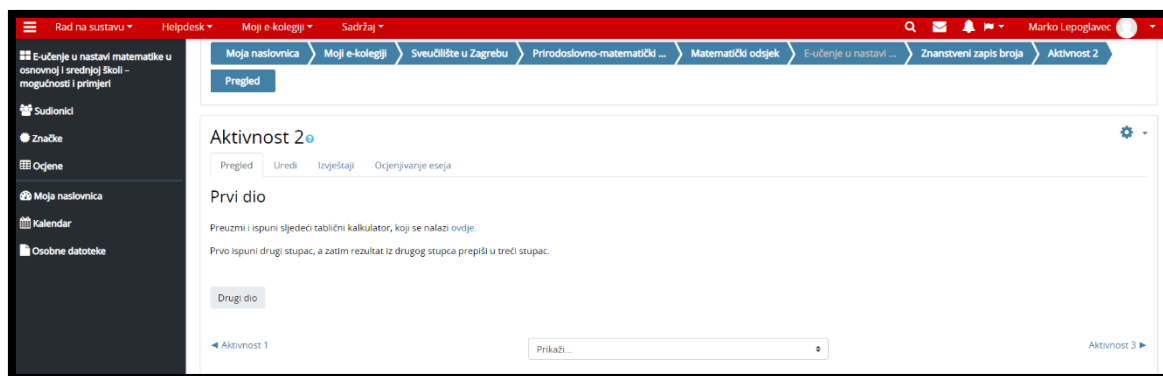 Rad na sustavu Helpdesk Moji e-kolegiji Sadržaj Marko Lepoglavec
E-učenje u nastavi matematike u
osnovnoj i srednjoj školi –
mogućnosti i primjeri
Sudionici
Značke
Ocjene
Moja naslovnica
Kalendar
Osobne datoteke
Moja naslovnica Moji e-kolegiji Sveučilište u Zagrebu Prirodoslovno-matematički ... Matematički odsjek E-učenje u nastavi ... Znanstveni zapis broja Aktivnost 2
Pregled
Aktivnost 2
Pregled Uredi Izvještaji Ocjenjivanje eseja
Prvi dio
Preuzmi i ispuni sljedeći tablični kalkulator, koji se nalazi ovdje.
Prvo ispuni drugi stupac, a zatim rezultat iz drugog stupca prepiši u treći stupac.
Drugi dio
◄ Aktivnost 1 Prikaži... Aktivnost 3 ►